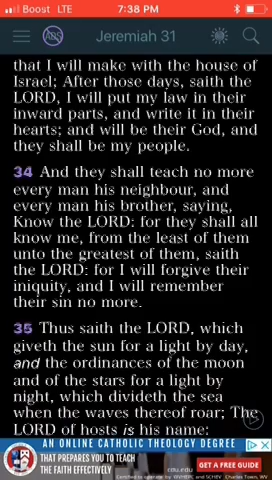 Boost LTE 7:38 PM
ADS Jeremiah 31
that I will make with the house of
Israel; After those days, saith the
LORD, I will put my law in their
inward parts, and write it in their
hearts; and will be their God, and
they shall be my people.
34 And they shall teach no more
every man his neighbour, and
every man his brother, saying,
Know the LORD: for they shall all
know me, from the least of them
unto the greatest of them, saith
the LORD: for I will forgive their
iniquity, and I will remember
their sin no more.
35 Thus saith the LORD, which
giveth the sun for a light by day,
and the ordinances of the moon
and of the stars for a light by
night, which divideth the sea
when the waves thereof roar; The
LORD of hosts is his name:
AN ONLINE CATHOLIC THEOLOGY DEGREE
THAT PREPARES YOU TO TEACH
THE FAITH EFFECTIVELY
GET A FREE GUIDE
Charles Town, WV